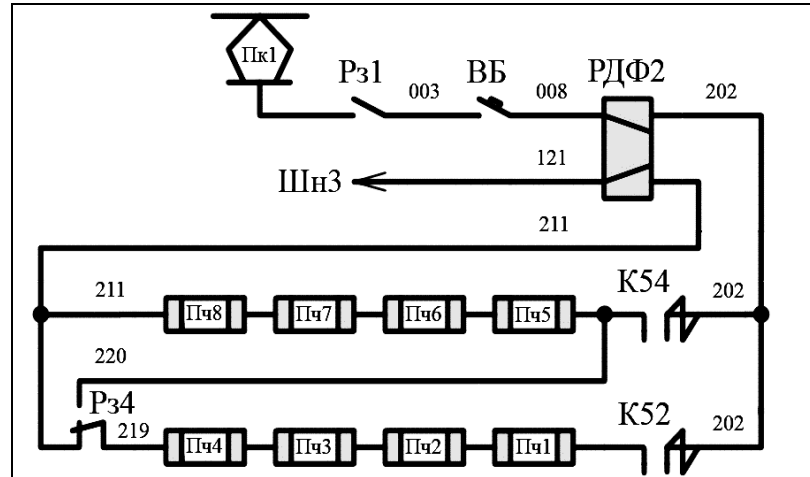 Пк1
Рз1 003 ВБ 008 РДФ2 202
Шн3 121
211
211 Пч8 Пч7 Пч6 Пч5 К54 202
220
Рз4 219 Пч4 Пч3 Пч2 Пч1 К52 202